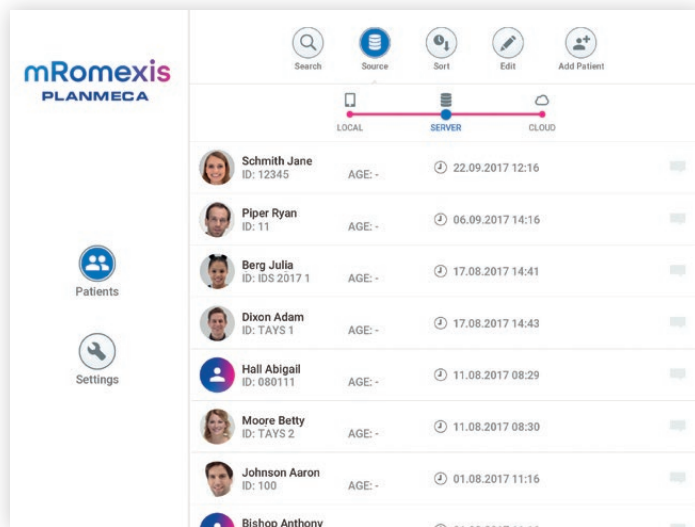 mRomexis
PLANMECA
Search
Source
Sort
Edit
Add Patient
LOCAL
SERVER
CLOUD
Patients
Settings
Schmith Jane
ID: 12345
AGE: -
22.09.2017 12:16
Piper Ryan
ID: 11
AGE: -
06.09.2017 14:16
Berg Julia
ID: IDS 2017 1
AGE: -
17.08.2017 14:41
Dixon Adam
ID: TAYS 1
AGE: -
17.08.2017 14:43
Hall Abigail
ID: 080111
AGE: -
11.08.2017 08:29
Moore Betty
ID: TAYS 2
AGE: -
11.08.2017 08:30
Johnson Aaron
ID: 100
AGE: -
01.08.2017 11:16
Bishop Anthony